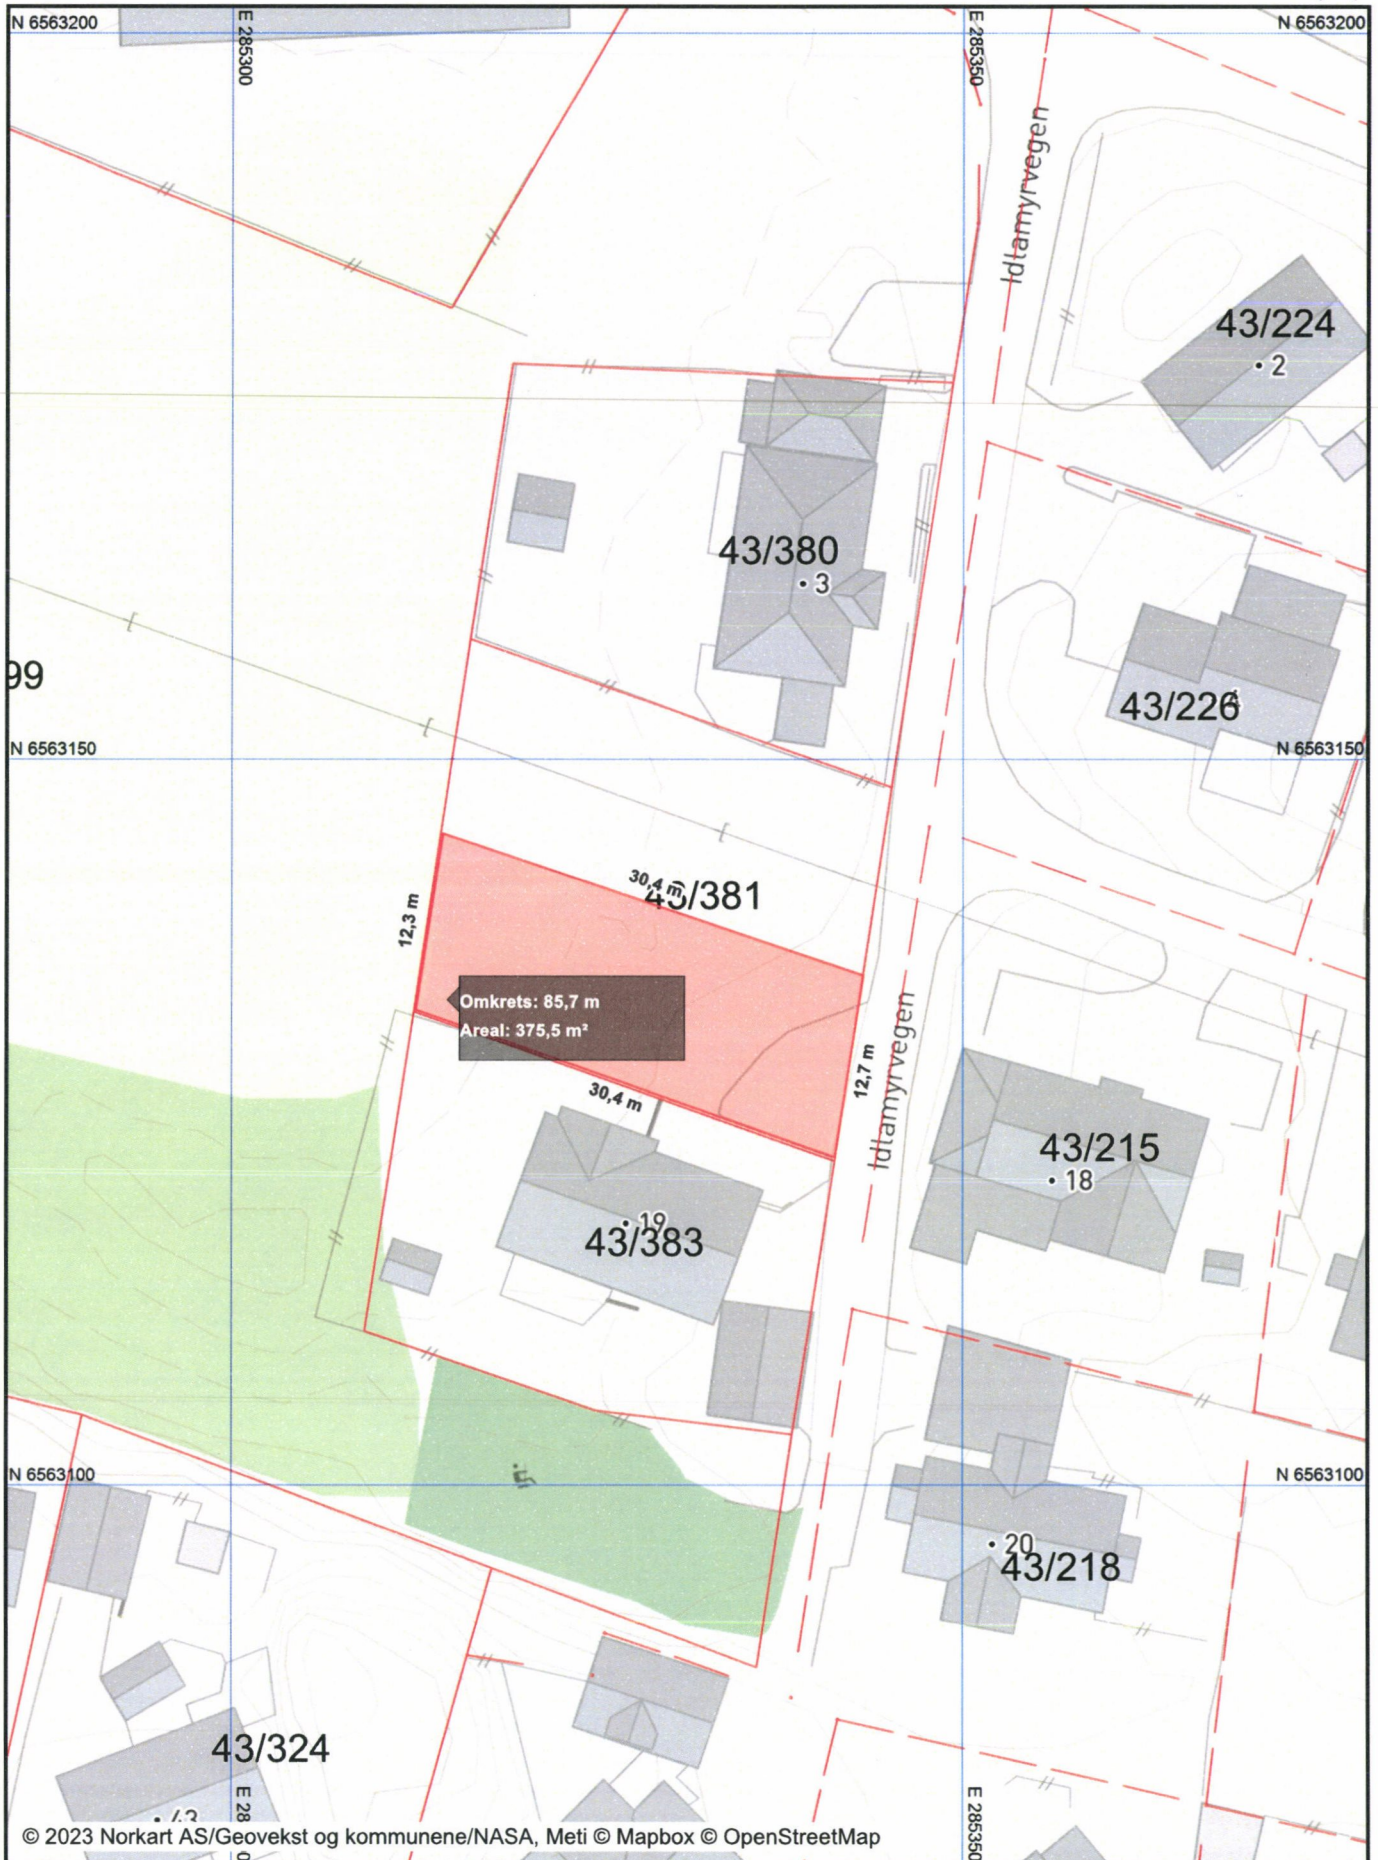 N 6563200
E 285300
E 285350
N 6563200
Idlamyrvegen
43/224
2
43/380
3
99
43/226
N 6563150
N 6563150
30,4 m
43/381
12,3 m
Omkrets: 85,7 m
Areal: 375,5 m²
Idlamyrvegen
12,7 m
30,4 m
43/215
18
19
43/383
N 6563100
N 6563100
20
43/218
43/324
43
E 28
E 285350
© 2023 Norkart AS/Geovekst og kommunene/NASA, Meti © Mapbox © OpenStreetMap